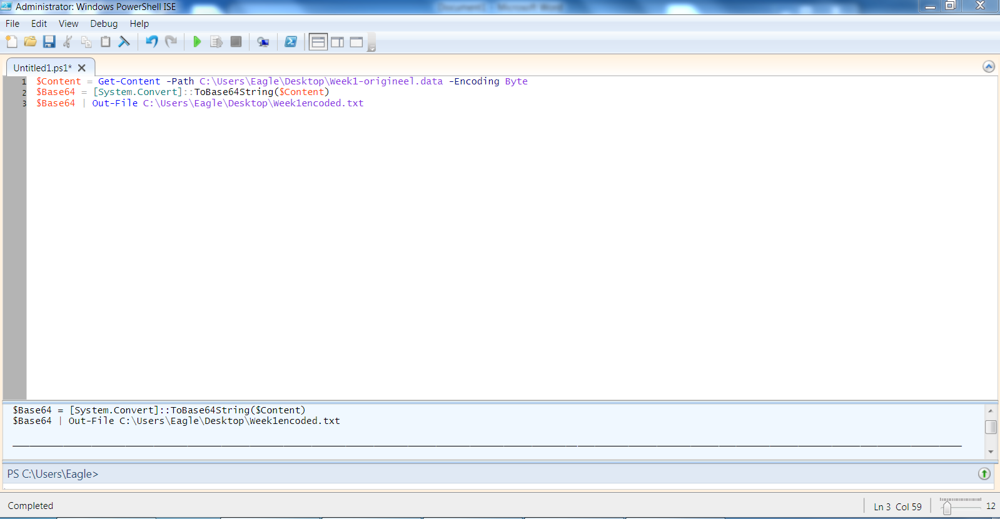 Administrator: Windows PowerShell ISE
File Edit View Debug Help
Untitled1.ps1*
1 $Content = Get-Content -Path C:\Users\Eagle\Desktop\Week1-origineel.data -Encoding Byte
2 $Base64 = [System.Convert]::ToBase64String($Content)
3 $Base64 | Out-File C:\Users\Eagle\Desktop\Week1encoded.txt
$Base64 = [System.Convert]::ToBase64String($Content)
$Base64 | Out-File C:\Users\Eagle\Desktop\Week1encoded.txt
PS C:\Users\Eagle>
Completed
Ln 3 Col 59
12